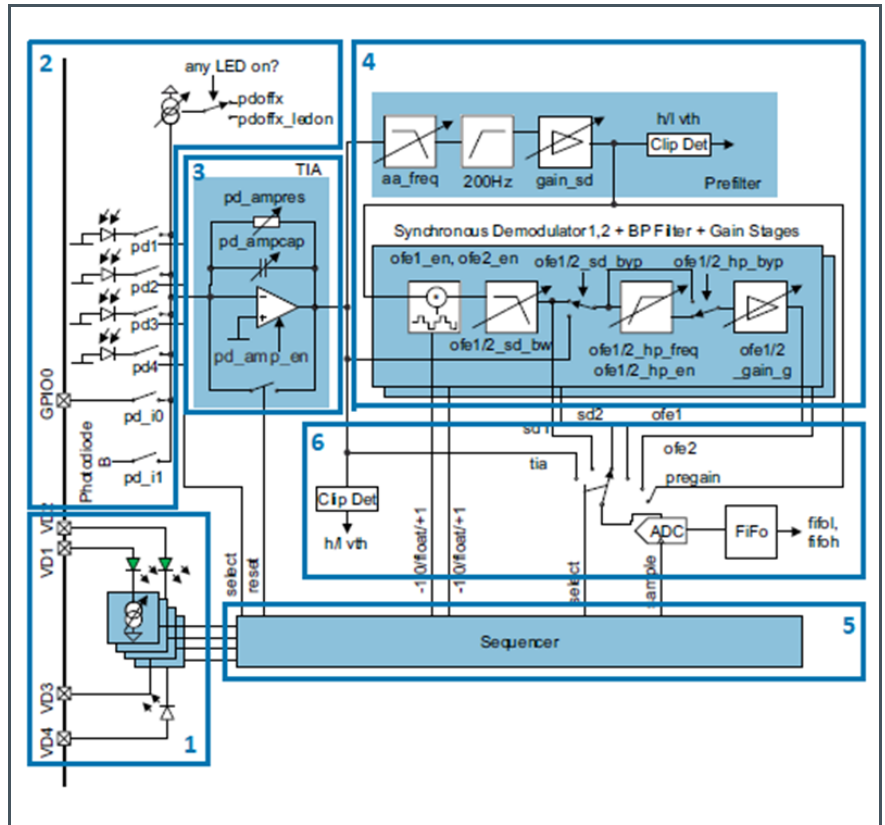 2
any LED on?
pdoffx
pdoffx_ledon
4
h/l vth
Clip Det
aa_freq
200Hz
gain_sd
Prefilter
3
TIA
pd_ampres
pd_ampcap
pd_am p_en
pd1
pd2
pd3
pd4
GPIO0
pd_i0
Photodiode
B
pd_i1
Synchronous Demodulator1,2 + BP Filter + Gain Stages
ofe1_en, ofe2_en
ofe1/2_sd_byp
ofe1/2_hp_byp
ofe1/2_sd_bw
ofe1/2_hp_freq
ofe1/2_hp_en
ofe1/2
_gain_g
6
sd1
sd2
ofe1
ofe2
tia
pregain
Clip Det
h/l vth
ADC
FiFo
fifol,
fifoh
VD2
VD1
VD3
VD4
1
select
reset
-1/0/float/+1
-1/0/float/+1
select
sample
5
Sequencer